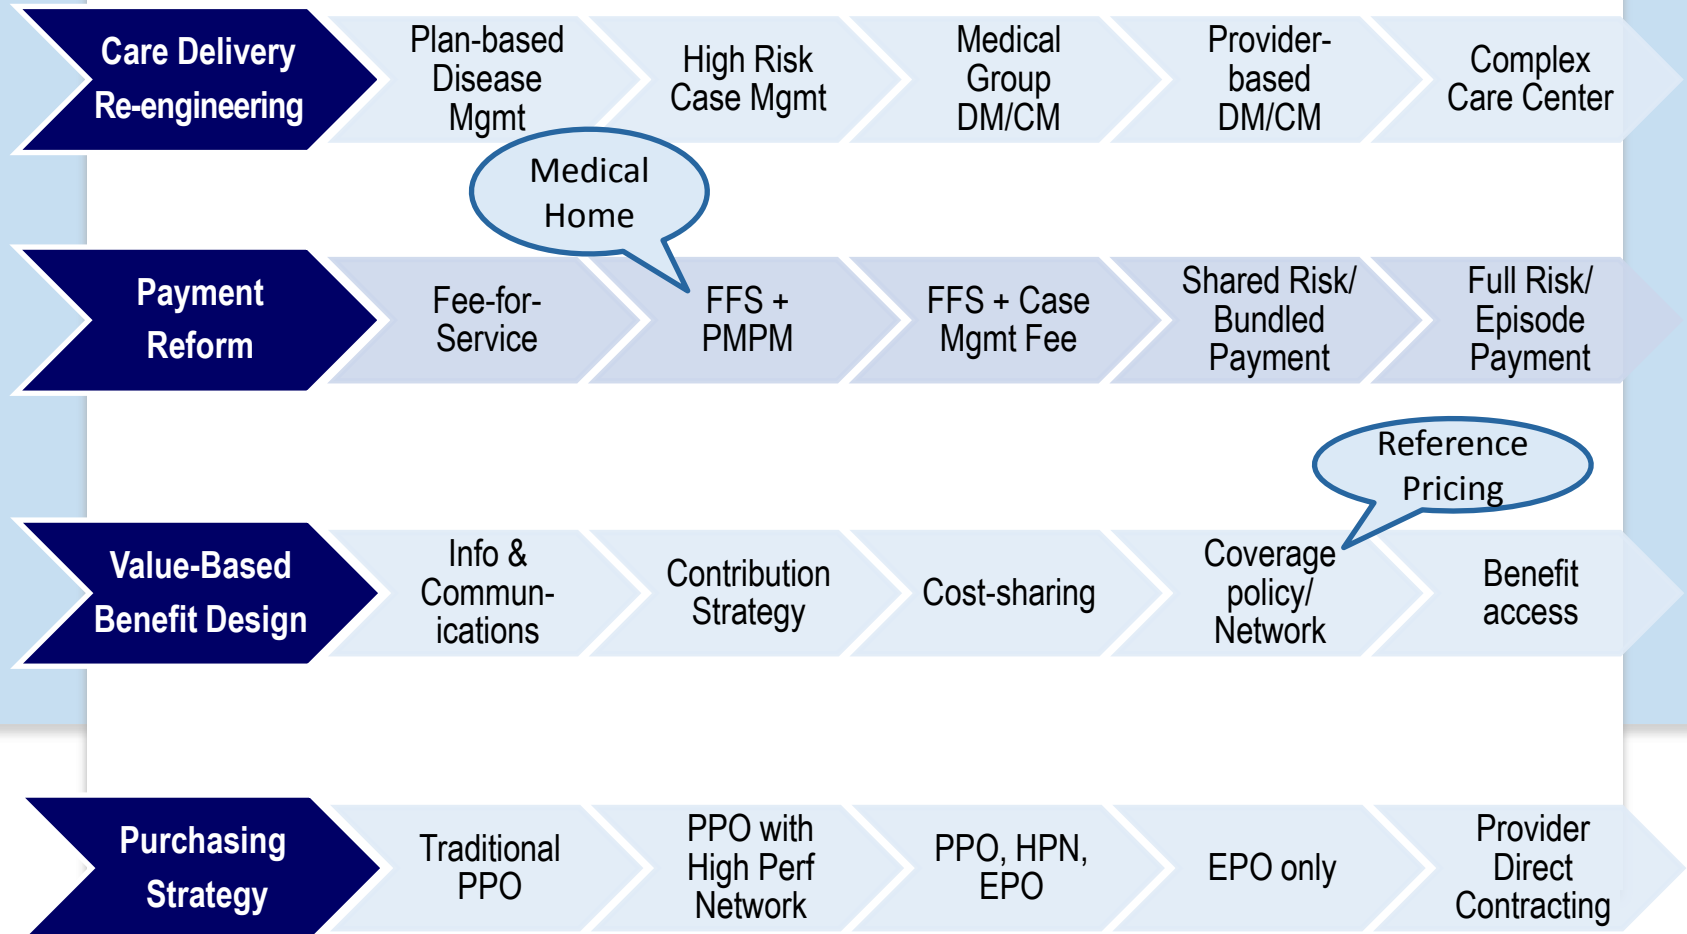 Care Delivery
Re-engineering
Plan-based
Disease
Mgmt
High Risk
Case Mgmt
Medical
Group
DM/CM
Provider-
based
DM/CM
Complex
Care Center
Medical
Home
Payment
Reform
Fee-for-
Service
FFS +
PMPM
FFS + Case
Mgmt Fee
Shared Risk/
Bundled
Payment
Full Risk/
Episode
Payment
Reference
Pricing
Value-Based
Benefit Design
Info &
Commun-
ications
Contribution
Strategy
Cost-sharing
Coverage
policy/
Network
Benefit
access
Purchasing
Strategy
Traditional
PPO
PPO with
High Perf
Network
PPO, HPN,
EPO
EPO only
Provider
Direct
Contracting